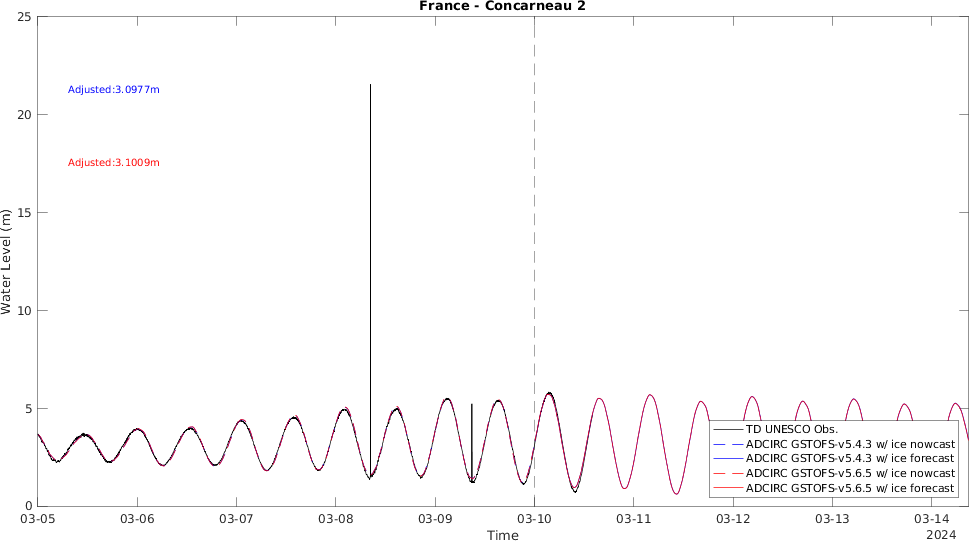 France - Concarneau 2
25
20
15
10
5
0
Water Level (m)
Adjusted:3.0977m
Adjusted:3.1009m
TD UNESCO Obs.
ADCIRC GSTOFS-v5.4.3 w/ ice nowcast
ADCIRC GSTOFS-v5.4.3 w/ ice forecast
ADCIRC GSTOFS-v5.6.5 w/ ice nowcast
ADCIRC GSTOFS-v5.6.5 w/ ice forecast
03-05 03-06 03-07 03-08 03-09 03-10 03-11 03-12 03-13 03-14
Time
2024